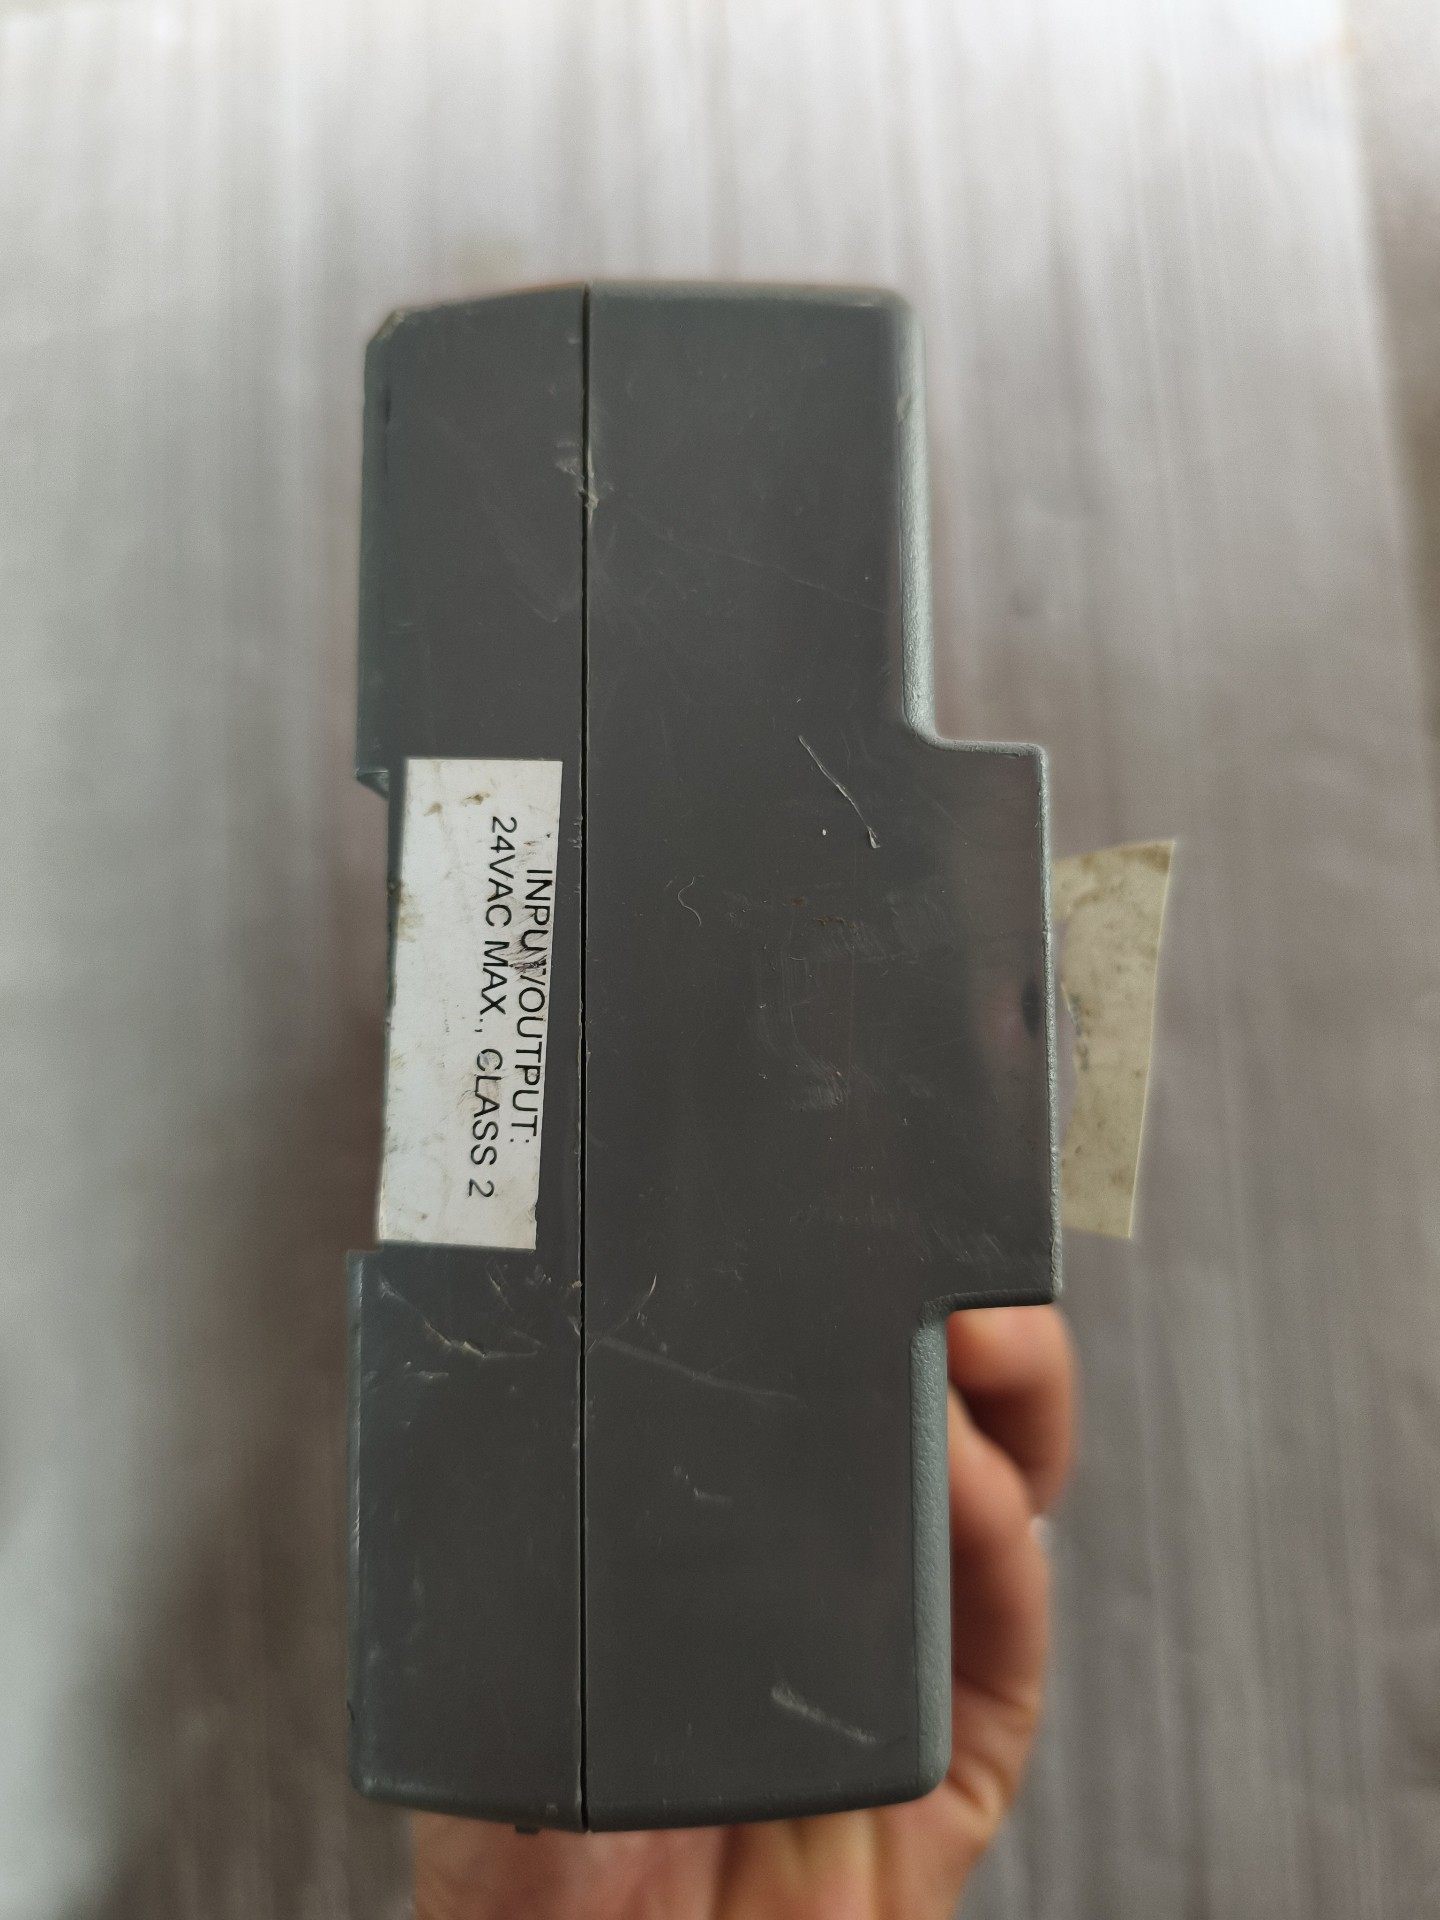 INPUT/OUTPUT:
24VAC MAX., CLASS 2